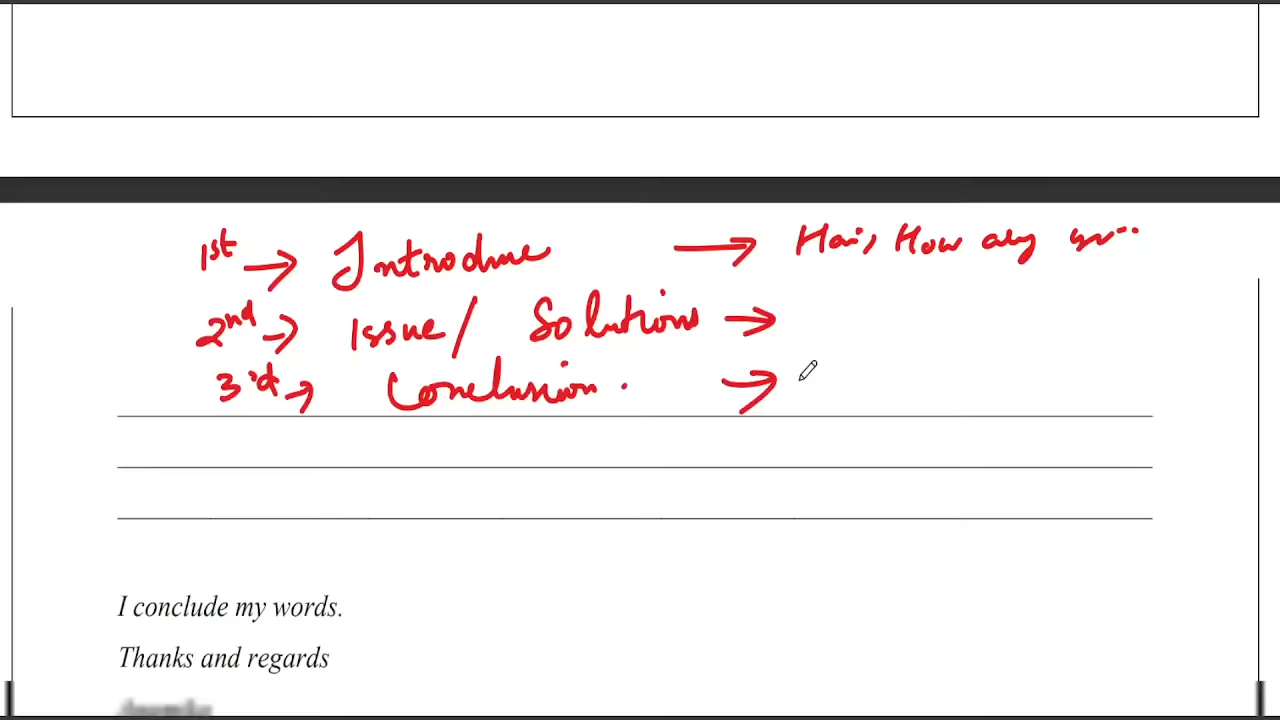 1st → Introduce → Hai, How are you..
2nd → Issue / Solutions →
3rd → Conclusion. →
I conclude my words.
Thanks and regards